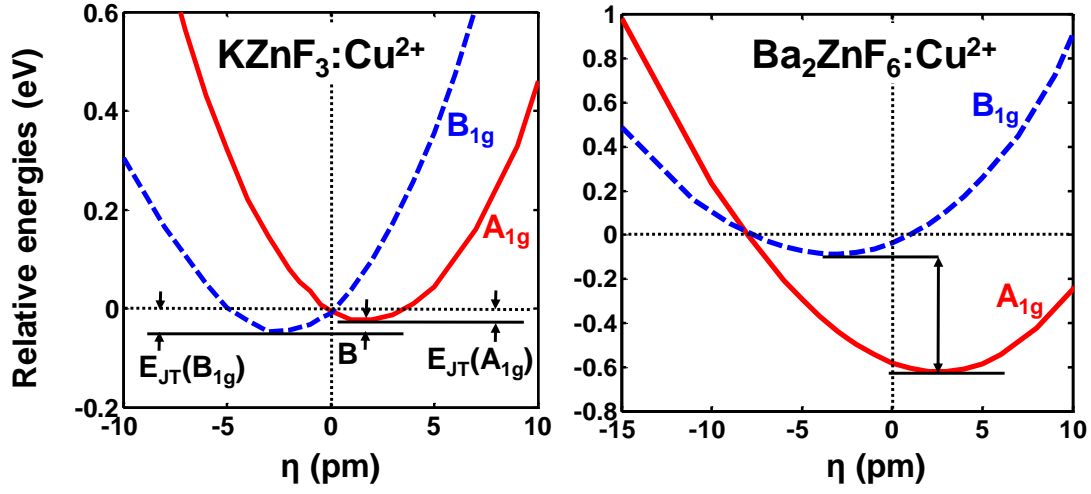 Relative energies (eV)
KZnF₃:Cu²⁺
0.6
0.4
0.2
0
-0.2
-10
-5
0
5
10
B₁g
A₁g
E_JT(B₁g)
B
E_JT(A₁g)
η (pm)
Ba₂ZnF₆:Cu²⁺
1
0.8
0.6
0.4
0.2
0
-0.2
-0.4
-0.6
-0.8
-15
-10
-5
0
5
10
B₁g
A₁g
η (pm)